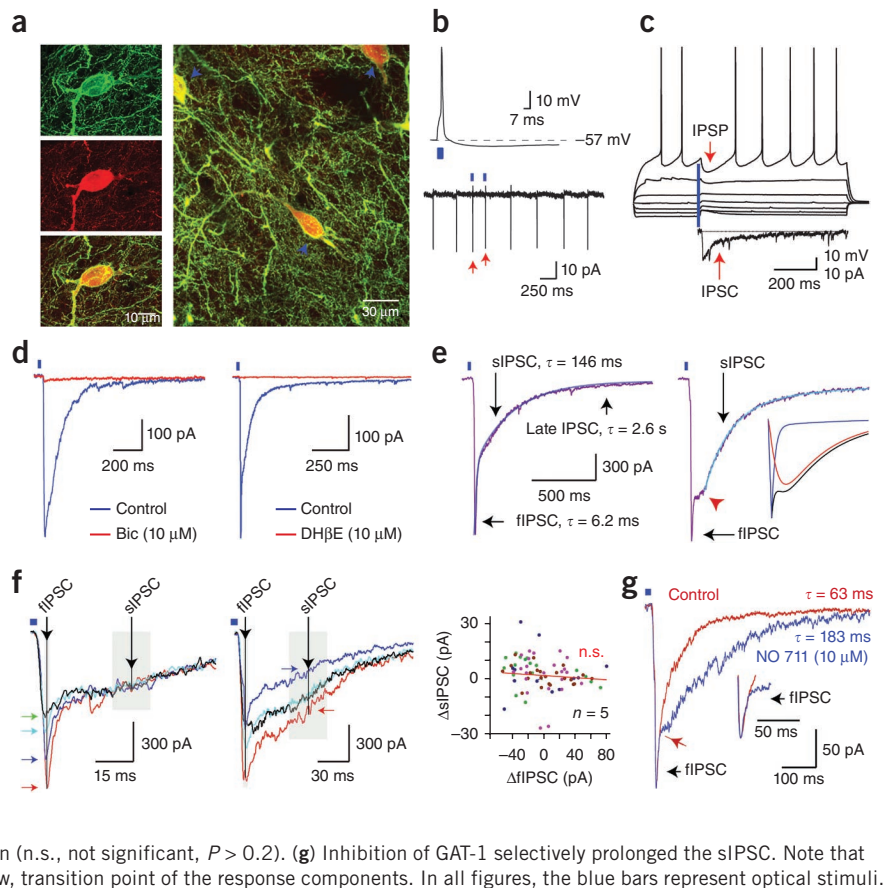 a
10 µm
30 µm
b
10 mV
7 ms
−57 mV
10 pA
250 ms
c
IPSP
IPSC
10 mV
200 ms
10 pA
d
100 pA
200 ms
Control
Bic (10 µM)
100 pA
250 ms
Control
DHβE (10 µM)
e
sIPSC, τ = 146 ms
Late IPSC, τ = 2.6 s
300 pA
500 ms
fIPSC, τ = 6.2 ms
sIPSC
fIPSC
f
fIPSC
sIPSC
300 pA
15 ms
fIPSC
sIPSC
300 pA
30 ms
ΔsIPSC (pA)
30
0
−30
n.s.
n = 5
−40 0 40 80
ΔfIPSC (pA)
g
Control
τ = 63 ms
τ = 183 ms
NO 711 (10 µM)
fIPSC
50 ms
fIPSC
50 pA
100 ms
n (n.s., not significant, P > 0.2). (g) Inhibition of GAT-1 selectively prolonged the sIPSC. Note that
w, transition point of the response components. In all figures, the blue bars represent optical stimuli.